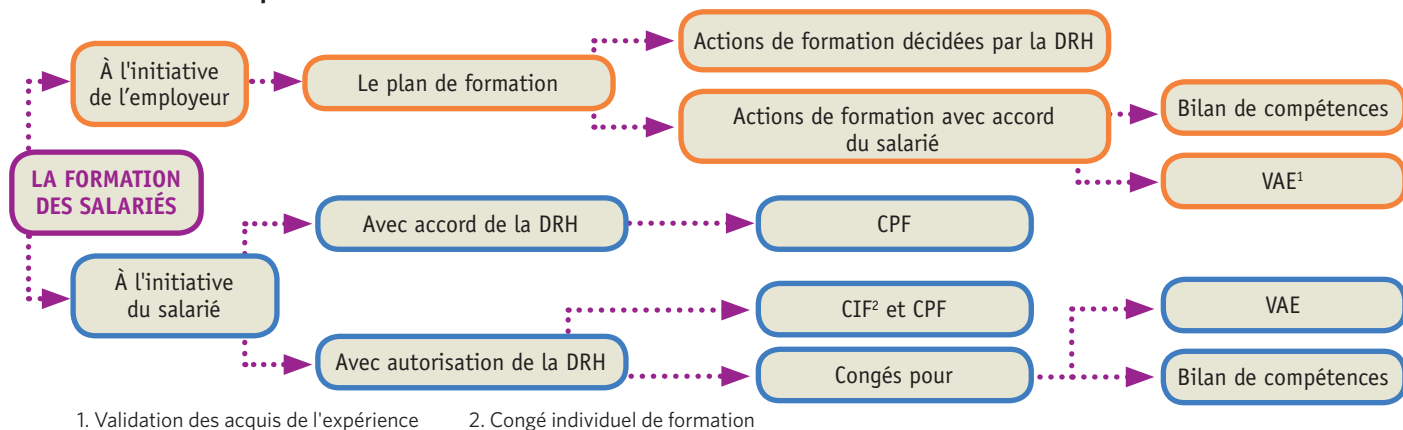 À l'initiative
de l'employeur
Le plan de formation
Actions de formation décidées par la DRH
Actions de formation avec accord
du salarié
Bilan de compétences
VAE¹
LA FORMATION
DES SALARIÉS
À l'initiative
du salarié
Avec accord de la DRH
CPF
Avec autorisation de la DRH
CIF² et CPF
Congés pour
VAE
Bilan de compétences
1. Validation des acquis de l'expérience
2. Congé individuel de formation